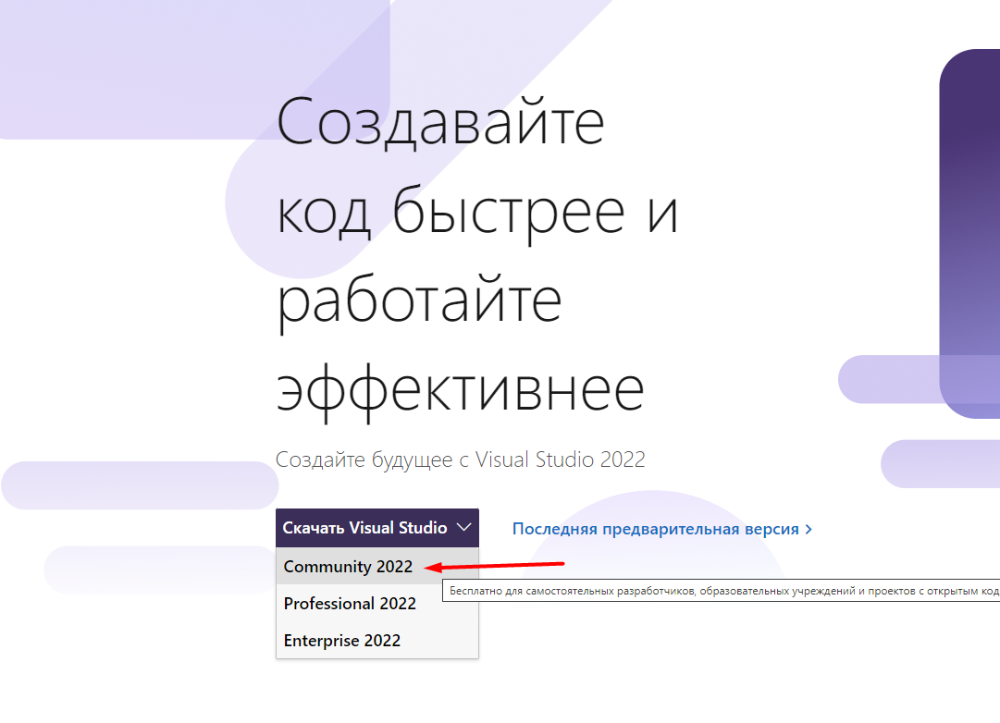 Создавайте
код быстрее и
работайте
эффективнее
Создайте будущее с Visual Studio 2022
Скачать Visual Studio
Последняя предварительная версия
Community 2022
Бесплатно для самостоятельных разработчиков, образовательных учреждений и проектов с открытым код
Professional 2022
Enterprise 2022